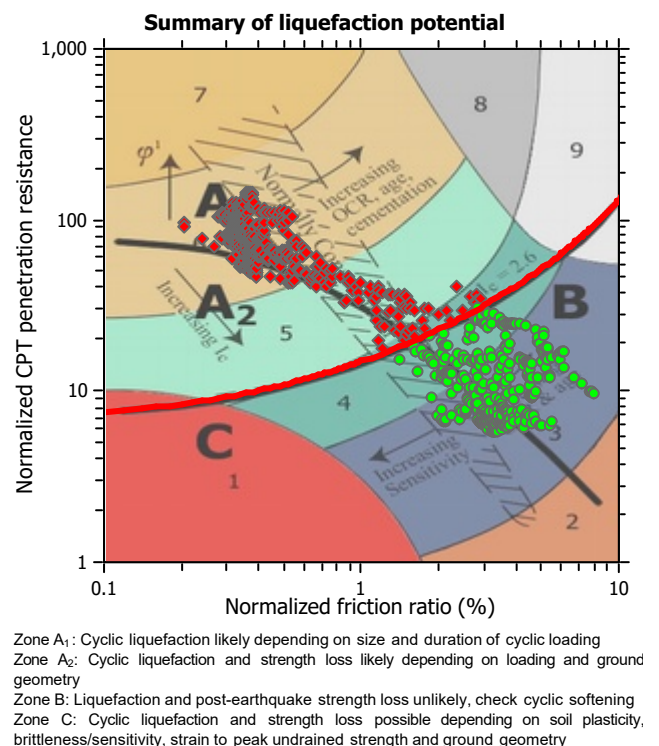 Summary of liquefaction potential
Normalized CPT penetration resistance
1,000
100
10
1
7
8
9
φ'
Increasing
OCR, age,
cementation
A
A₂
Increasing Ic
5
Ic = 2.6
B
4
& ag
3
C
1
Increasing
Sensitivity
2
0.1
1
10
Normalized friction ratio (%)
Zone A₁: Cyclic liquefaction likely depending on size and duration of cyclic loading
Zone A₂: Cyclic liquefaction and strength loss likely depending on loading and ground
geometry
Zone B: Liquefaction and post-earthquake strength loss unlikely, check cyclic softening
Zone C: Cyclic liquefaction and strength loss possible depending on soil plasticity,
brittleness/sensitivity, strain to peak undrained strength and ground geometry